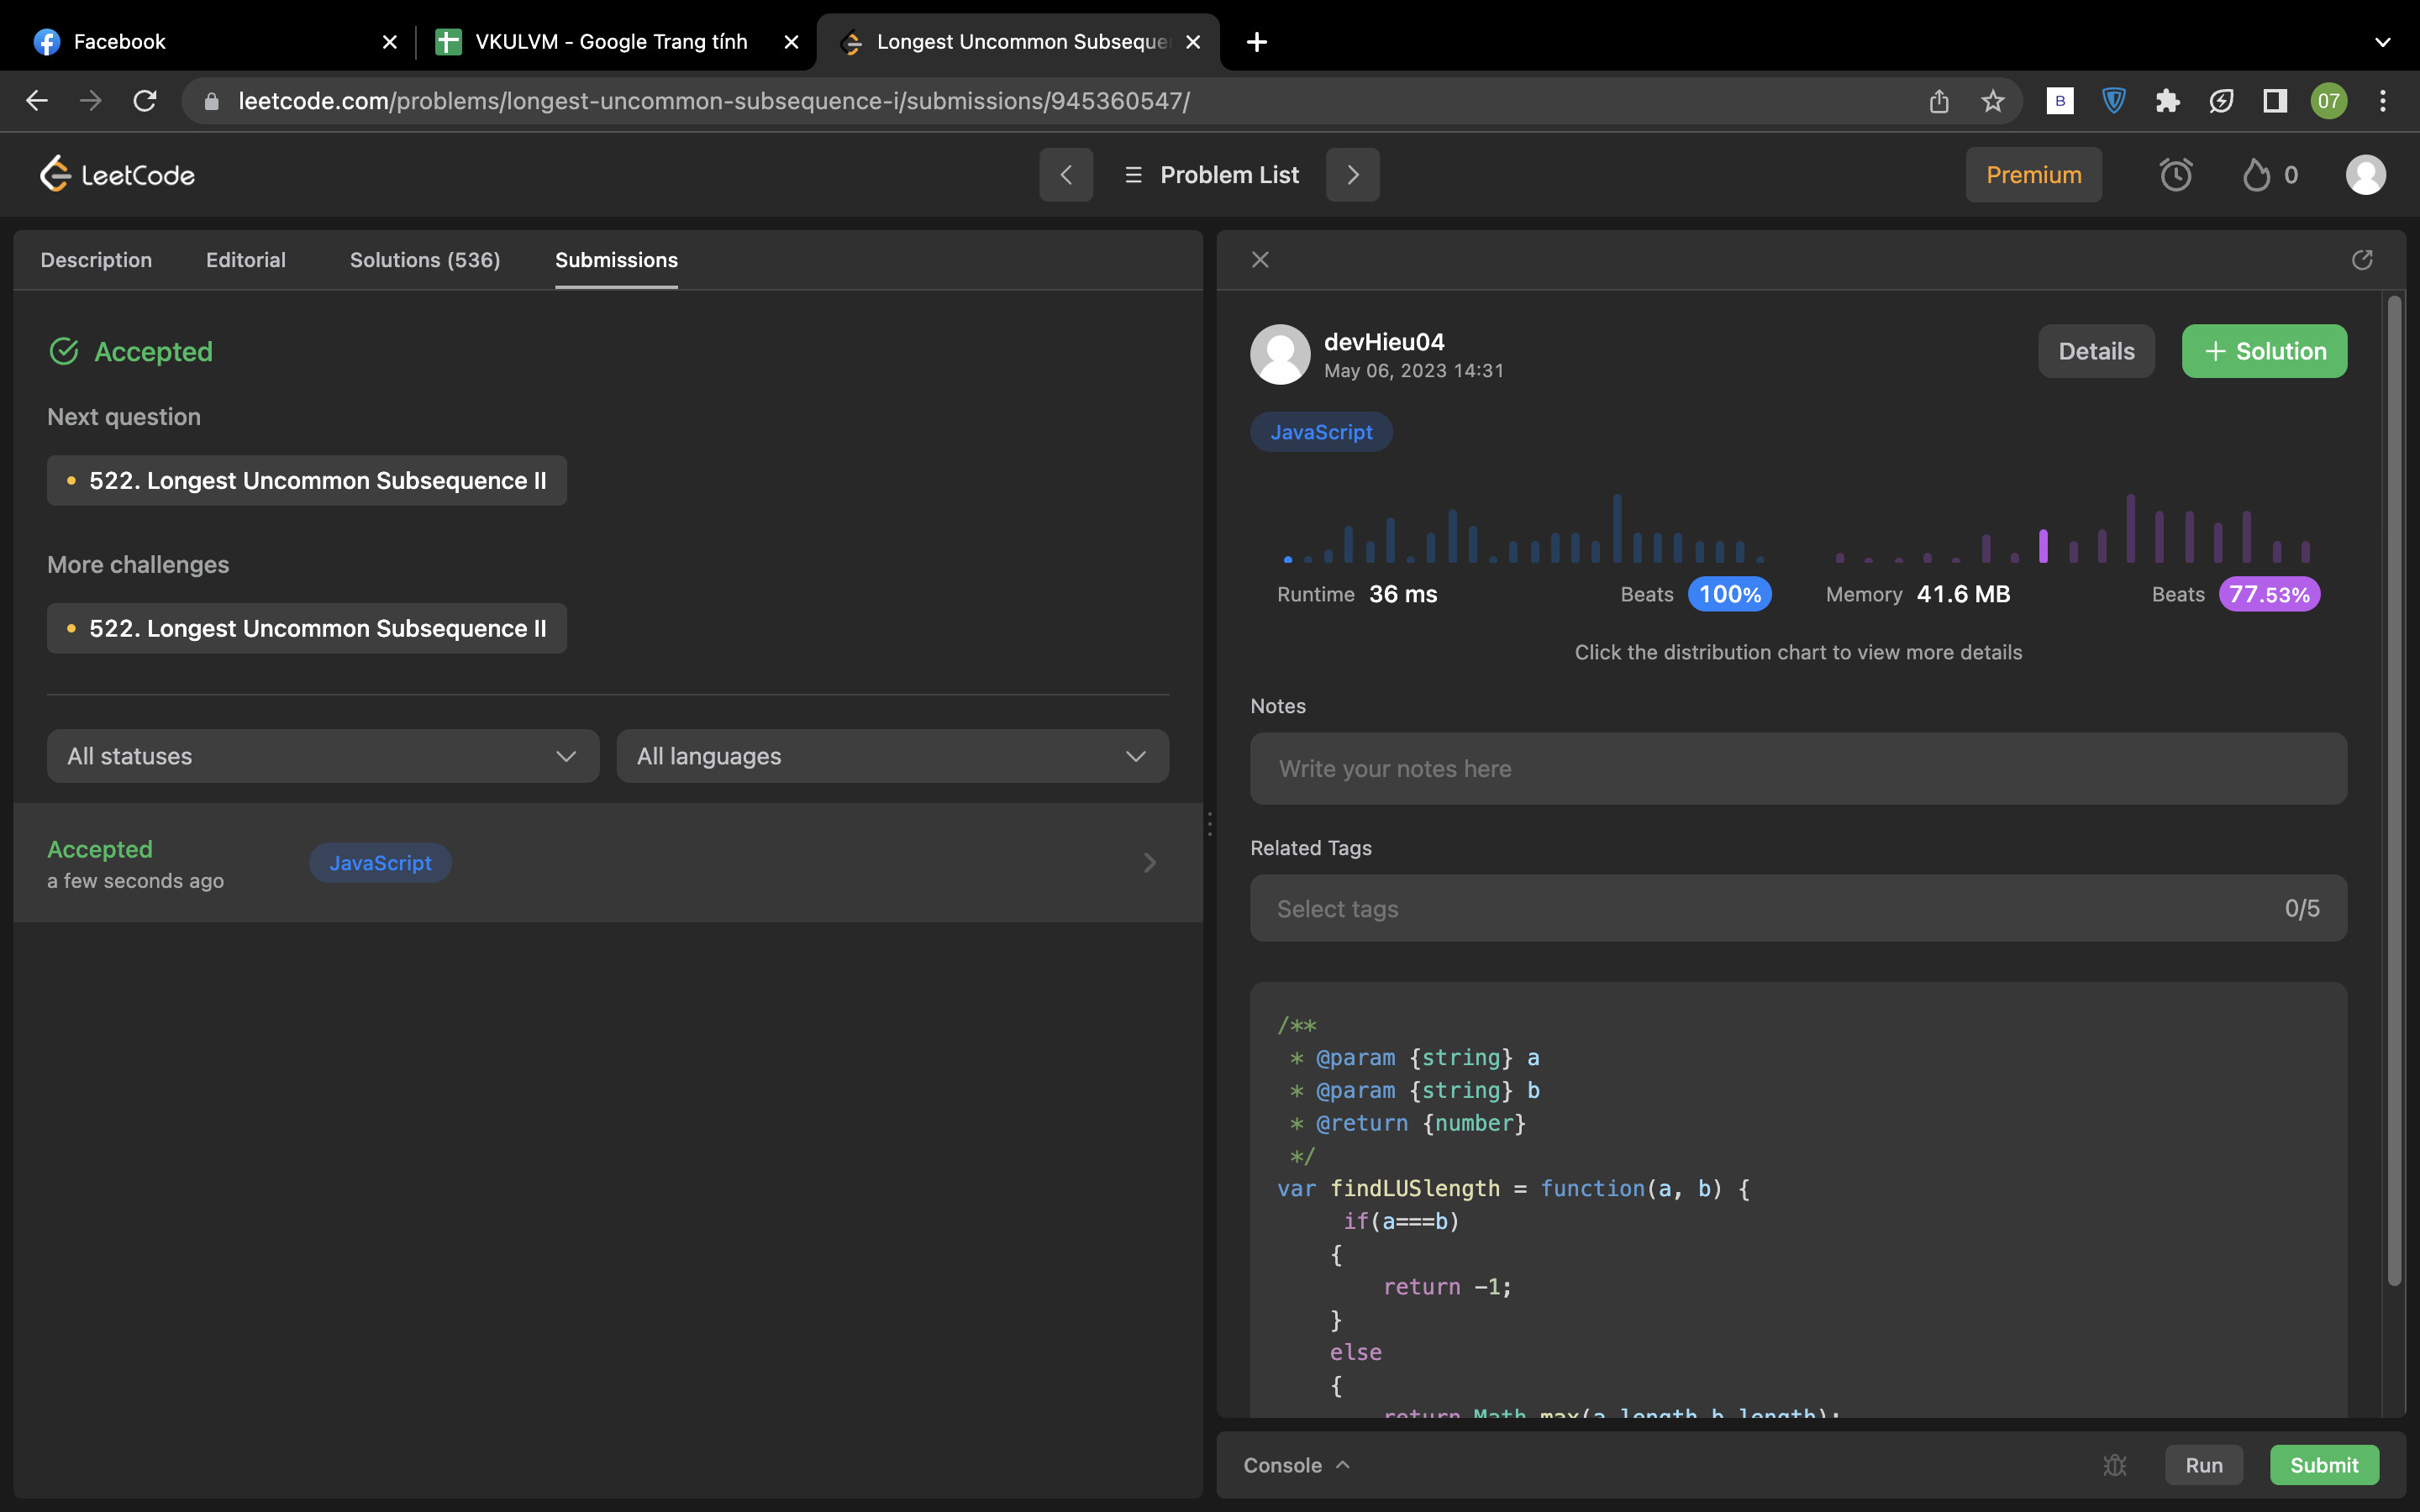 Facebook
VKULVM - Google Trang tính
Longest Uncommon Subseque
leetcode.com/problems/longest-uncommon-subsequence-i/submissions/945360547/
B
07
LeetCode
Problem List
Premium
0
Description Editorial Solutions (536) Submissions
Accepted
Next question
522. Longest Uncommon Subsequence II
More challenges
522. Longest Uncommon Subsequence II
All statuses
All languages
Accepted
a few seconds ago
JavaScript
devHieu04
May 06, 2023 14:31
Details
+ Solution
JavaScript
Runtime 36 ms Beats 100%
Memory 41.6 MB Beats 77.53%
Click the distribution chart to view more details
Notes
Write your notes here
Related Tags
Select tags 0/5
/**
 * @param {string} a
 * @param {string} b
 * @return {number}
 */
var findLUSlength = function(a, b) {
     if(a===b)
    {
        return -1;
    }
    else
    {
        return Math.max(a.length,b.length);
Console
Run
Submit